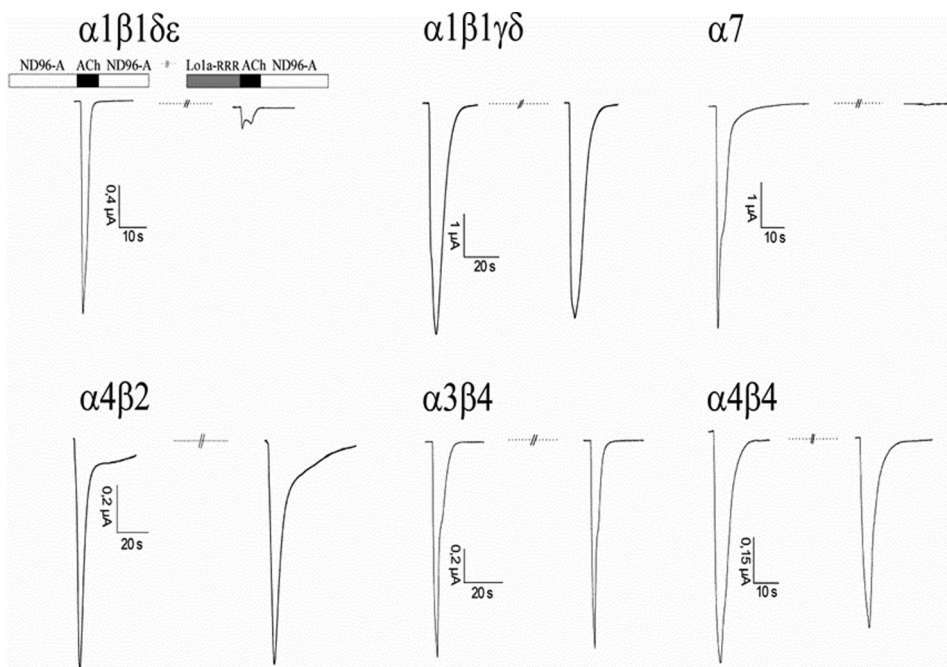 α1β1δε
α1β1γδ
α7
ND96-A ACh ND96-A
Lo1a-RRR ACh ND96-A
0,4 µA
10 s
1 µA
20 s
1 µA
10 s
α4β2
α3β4
α4β4
0,2 µA
20 s
0,2 µA
20 s
0,15 µA
10 s